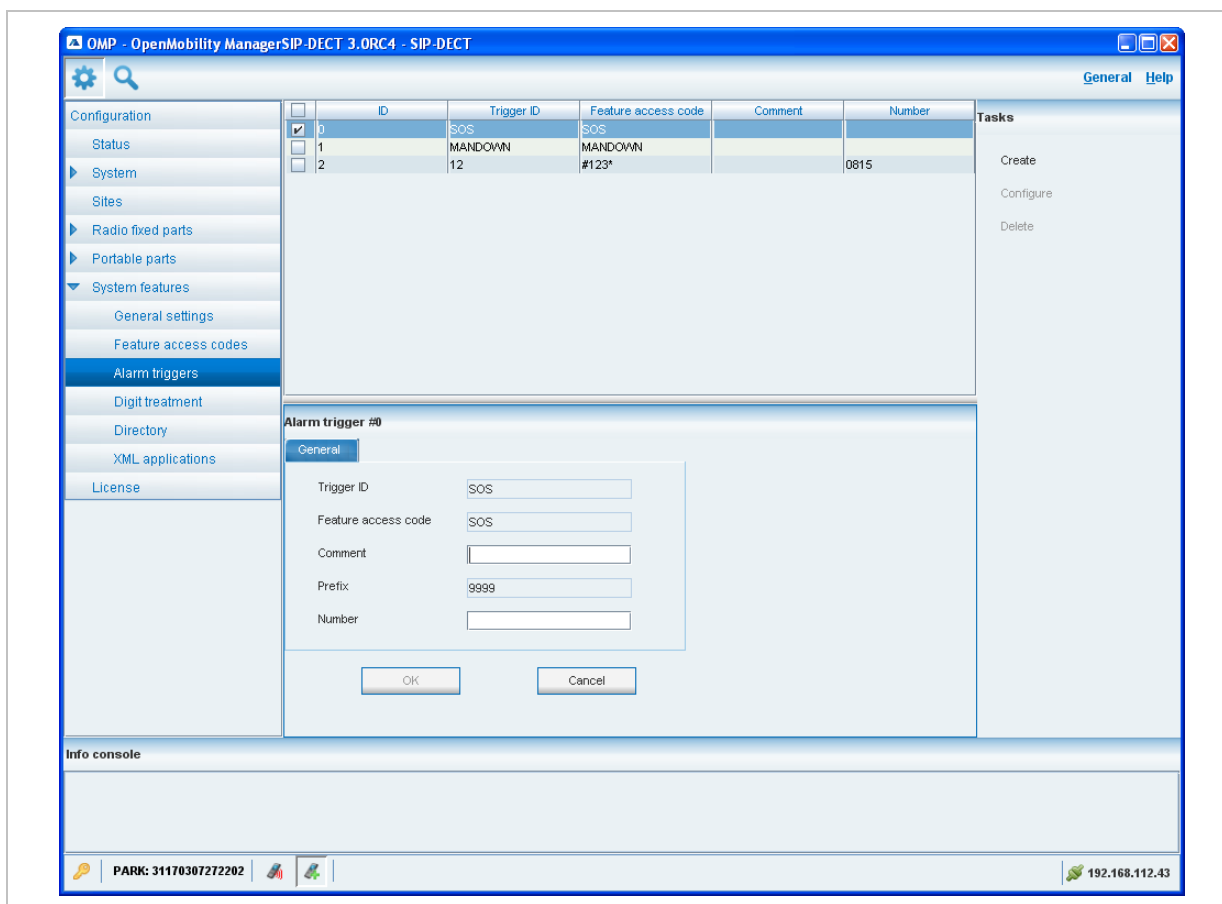 OMP - OpenMobility ManagerSIP-DECT 3.0RC4 - SIP-DECT
General Help
Configuration
Status
System
Sites
Radio fixed parts
Portable parts
System features
General settings
Feature access codes
Alarm triggers
Digit treatment
Directory
XML applications
License
ID Trigger ID Feature access code Comment Number
0 SOS SOS
1 MANDOWN MANDOWN
2 12 #123* 0815
Tasks
Create
Configure
Delete
Alarm trigger #0
General
Trigger ID SOS
Feature access code SOS
Comment
Prefix 9999
Number
OK Cancel
Info console
PARK: 31170307272202 192.168.112.43